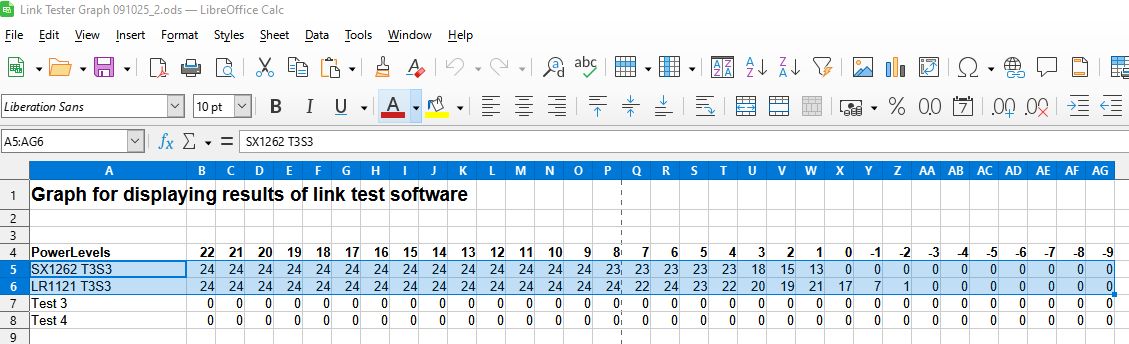 Link Tester Graph 091025_2.ods — LibreOffice Calc
File Edit View Insert Format Styles Sheet Data Tools Window Help
Liberation Sans 10 pt B I U A % 0.0
A5:AG6 fx Σ = SX1262 T3S3
A B C D E F G H I J K L M N O P Q R S T U V W X Y Z AA AB AC AD AE AF AG
1 Graph for displaying results of link test software
2
3
4 PowerLevels 22 21 20 19 18 17 16 15 14 13 12 11 10 9 8 7 6 5 4 3 2 1 0 -1 -2 -3 -4 -5 -6 -7 -8 -9
5 SX1262 T3S3 24 24 24 24 24 24 24 24 24 24 24 24 24 24 23 23 23 23 23 18 15 13 0 0 0 0 0 0 0 0 0 0
6 LR1121 T3S3 24 24 24 24 24 24 24 24 24 24 24 24 24 24 24 22 24 23 22 20 19 21 17 7 1 0 0 0 0 0 0 0
7 Test 3 0 0 0 0 0 0 0 0 0 0 0 0 0 0 0 0 0 0 0 0 0 0 0 0 0 0 0 0 0 0 0 0
8 Test 4 0 0 0 0 0 0 0 0 0 0 0 0 0 0 0 0 0 0 0 0 0 0 0 0 0 0 0 0 0 0 0 0
9